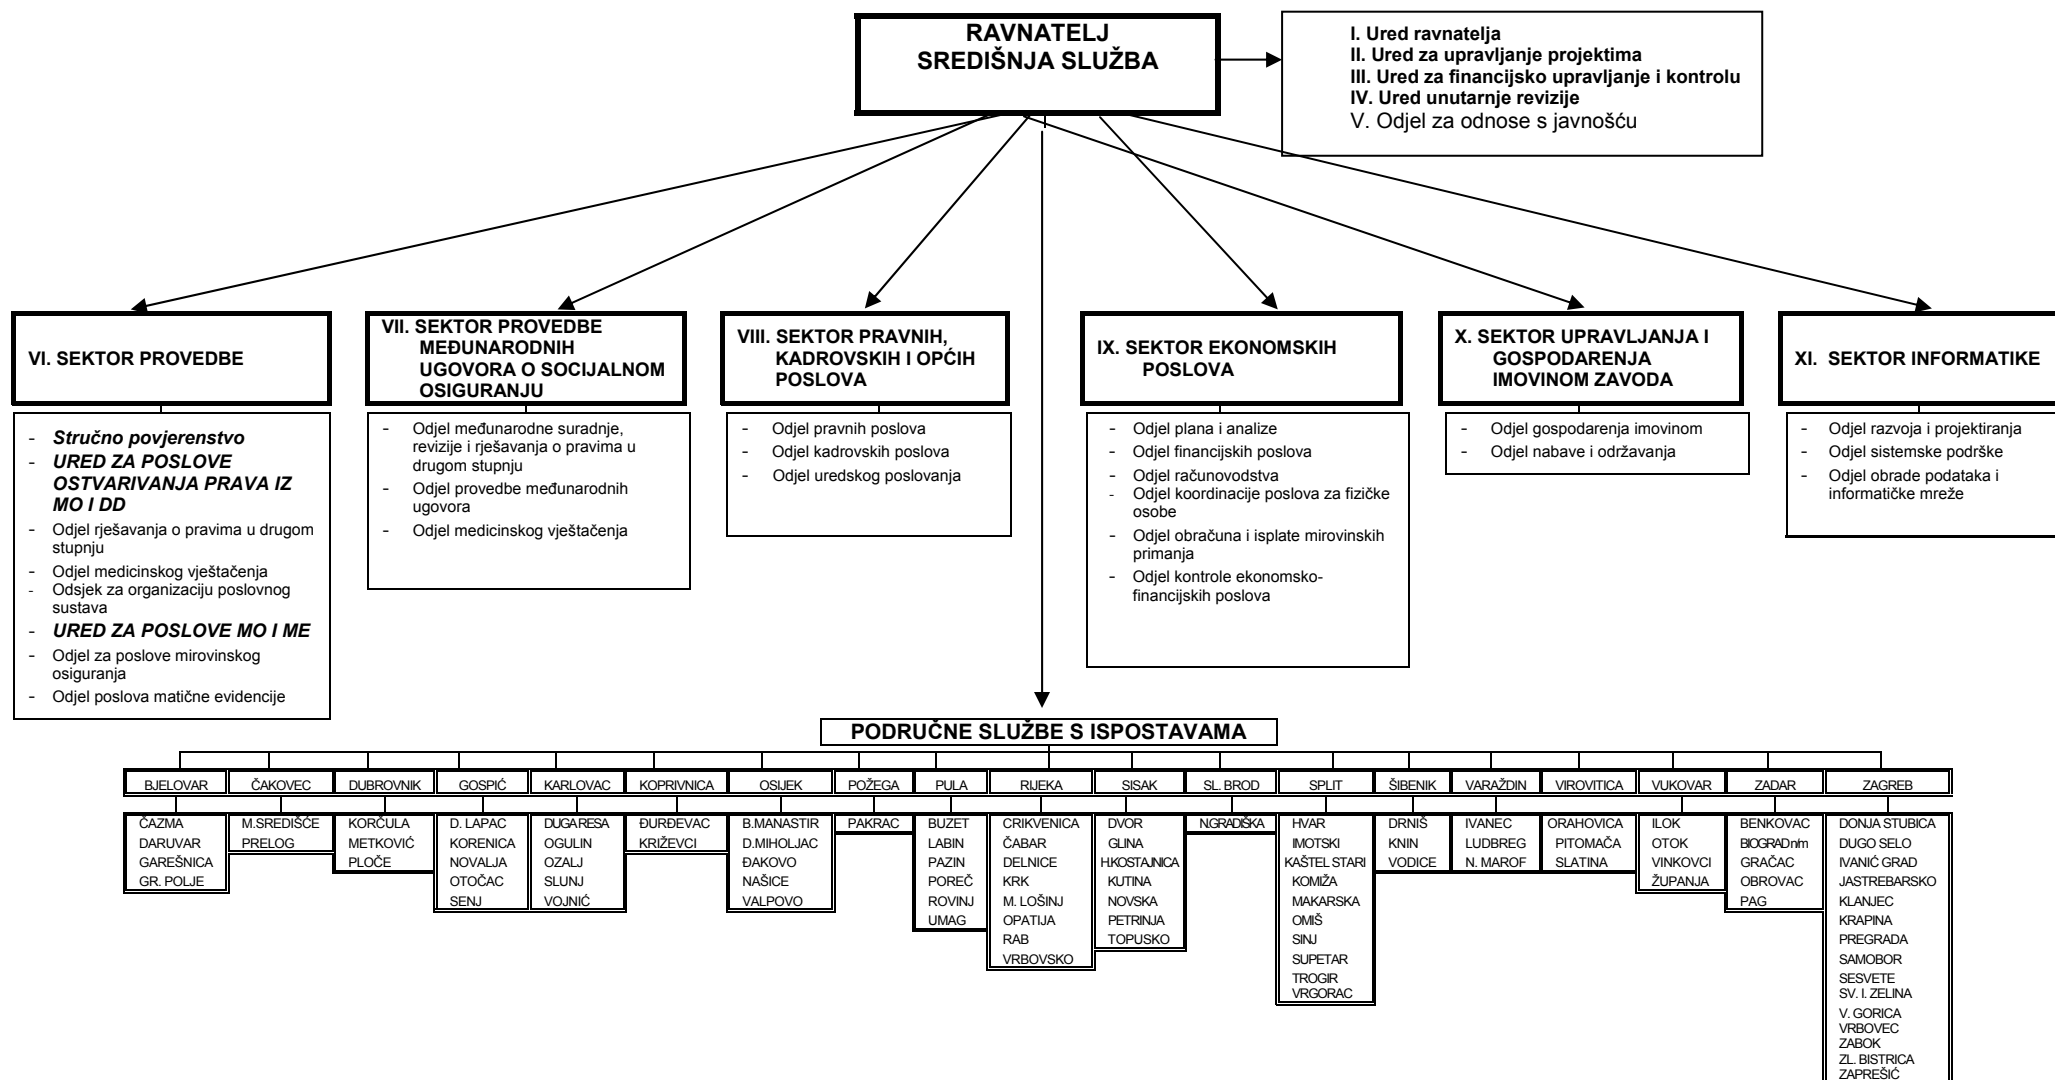 RAVNATELJ
SREDIŠNJA SLUŽBA
I. Ured ravnatelja
II. Ured za upravljanje projektima
III. Ured za financijsko upravljanje i kontrolu
IV. Ured unutarnje revizije
V. Odjel za odnose s javnošću
VI. SEKTOR PROVEDBE
- Stručno povjerenstvo
- URED ZA POSLOVE
OSTVARIVANJA PRAVA IZ
MO I DD
- Odjel rješavanja o pravima u drugom
stupnju
- Odjel medicinskog vještačenja
- Odsjek za organizaciju poslovnog
sustava
- URED ZA POSLOVE MO I ME
- Odjel za poslove mirovinskog
osiguranja
- Odjel poslova matične evidencije
VII. SEKTOR PROVEDBE
MEĐUNARODNIH
UGOVORA O SOCIJALNOM
OSIGURANJU
- Odjel međunarodne suradnje,
revizije i rješavanja o pravima u
drugom stupnju
- Odjel provedbe međunarodnih
ugovora
- Odjel medicinskog vještačenja
VIII. SEKTOR PRAVNIH,
KADROVSKIH I OPĆIH
POSLOVA
- Odjel pravnih poslova
- Odjel kadrovskih poslova
- Odjel uredskog poslovanja
IX. SEKTOR EKONOMSKIH
POSLOVA
- Odjel plana i analize
- Odjel financijskih poslova
- Odjel računovodstva
- Odjel koordinacije poslova za fizičke
osobe
- Odjel obračuna i isplate mirovinskih
primanja
- Odjel kontrole ekonomsko-
financijskih poslova
X. SEKTOR UPRAVLJANJA I
GOSPODARENJA
IMOVINOM ZAVODA
- Odjel gospodarenja imovinom
- Odjel nabave i održavanja
XI. SEKTOR INFORMATIKE
- Odjel razvoja i projektiranja
- Odjel sistemske podrške
- Odjel obrade podataka i
informatičke mreže
PODRUČNE SLUŽBE S ISPOSTAVAMA
BJELOVAR
ČAZMA
DARUVAR
GAREŠNICA
GR. POLJE
ČAKOVEC
M.SREDIŠĆE
PRELOG
DUBROVNIK
KORČULA
METKOVIĆ
PLOČE
GOSPIĆ
D. LAPAC
KORENICA
NOVALJA
OTOČAC
SENJ
KARLOVAC
DUGA RESA
OGULIN
OZALJ
SLUNJ
VOJNIĆ
KOPRIVNICA
ĐURĐEVAC
KRIŽEVCI
OSIJEK
B.MANASTIR
D.MIHOLJAC
ĐAKOVO
NAŠICE
VALPOVO
POŽEGA
PAKRAC
PULA
BUZET
LABIN
PAZIN
POREČ
ROVINJ
UMAG
RIJEKA
CRIKVENICA
ČABAR
DELNICE
KRK
M. LOŠINJ
OPATIJA
RAB
VRBOVSKO
SISAK
DVOR
GLINA
H.KOSTAJNICA
KUTINA
NOVSKA
PETRINJA
TOPUSKO
SL. BROD
N.GRADIŠKA
SPLIT
HVAR
IMOTSKI
KAŠTEL STARI
KOMIŽA
MAKARSKA
OMIŠ
SINJ
SUPETAR
TROGIR
VRGORAC
ŠIBENIK
DRNIŠ
KNIN
VODICE
VARAŽDIN
IVANEC
LUDBREG
N. MAROF
VIROVITICA
ORAHOVICA
PITOMAČA
SLATINA
VUKOVAR
ILOK
OTOK
VINKOVCI
ŽUPANJA
ZADAR
BENKOVAC
BIOGRAD n/m
GRAČAC
OBROVAC
PAG
ZAGREB
DONJA STUBICA
DUGO SELO
IVANIĆ GRAD
JASTREBARSKO
KLANJEC
KRAPINA
PREGRADA
SAMOBOR
SESVETE
SV. I. ZELINA
V. GORICA
VRBOVEC
ZABOK
ZL. BISTRICA
ZAPREŠIĆ